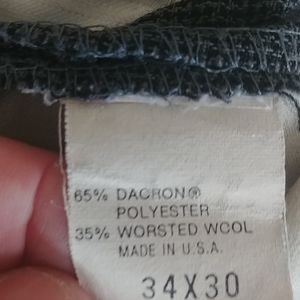 65% DACRON®
POLYESTER
35% WORSTED WOOL
MADE IN U.S.A.
34X30